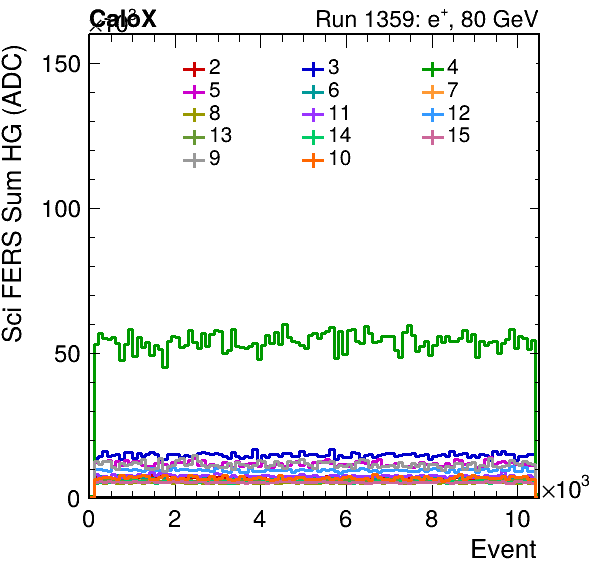 CaloX
×10³
Run 1359: e⁺, 80 GeV
Sci FERS Sum HG (ADC)
150
100
50
0
2 3 4
5 6 7
8 11 12
13 14 15
9 10
0 2 4 6 8 10
×10³
Event